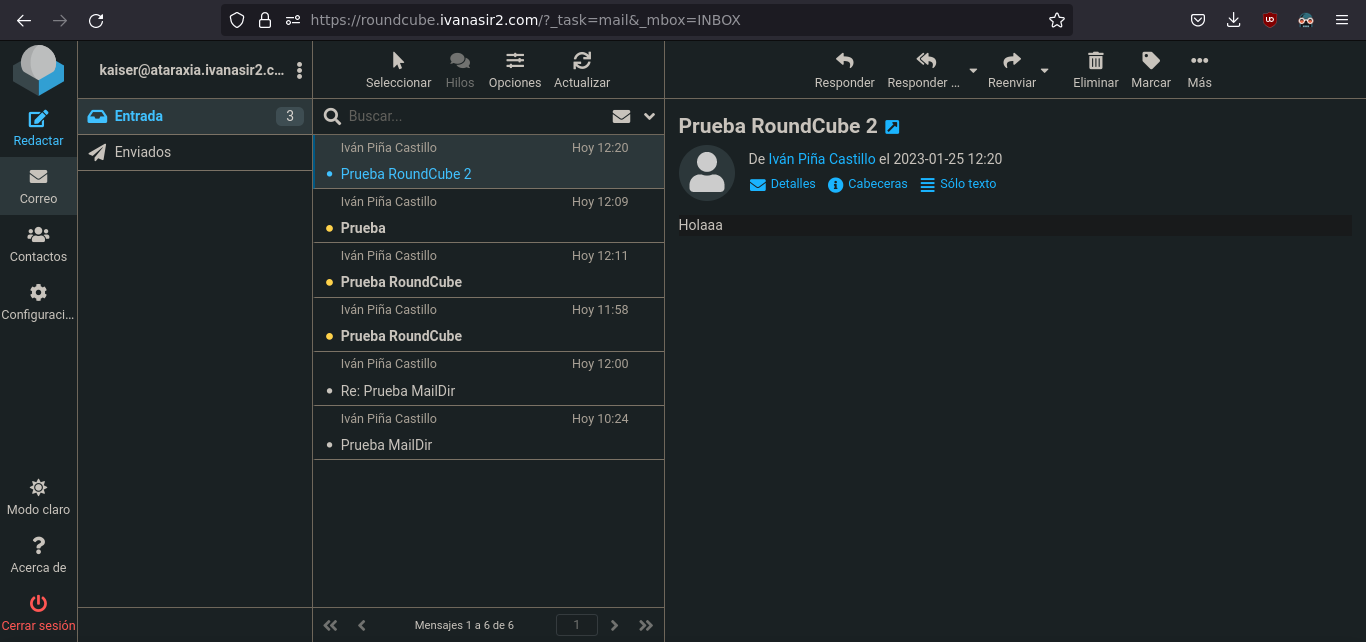 https://roundcube.ivanasir2.com/?_task=mail&_mbox=INBOX
kaiser@ataraxia.ivanasir2.c...
Seleccionar
Hilos
Opciones
Actualizar
Responder
Responder ...
Reenviar
Eliminar
Marcar
Más
Redactar
Correo
Contactos
Configuraci...
Modo claro
Acerca de
Cerrar sesión
Entrada 3
Enviados
Buscar...
Iván Piña Castillo Hoy 12:20
Prueba RoundCube 2
Iván Piña Castillo Hoy 12:09
Prueba
Iván Piña Castillo Hoy 12:11
Prueba RoundCube
Iván Piña Castillo Hoy 11:58
Prueba RoundCube
Iván Piña Castillo Hoy 12:00
Re: Prueba MailDir
Iván Piña Castillo Hoy 10:24
Prueba MailDir
Mensajes 1 a 6 de 6
1
Prueba RoundCube 2
De Iván Piña Castillo el 2023-01-25 12:20
Detalles Cabeceras Sólo texto
Holaaa